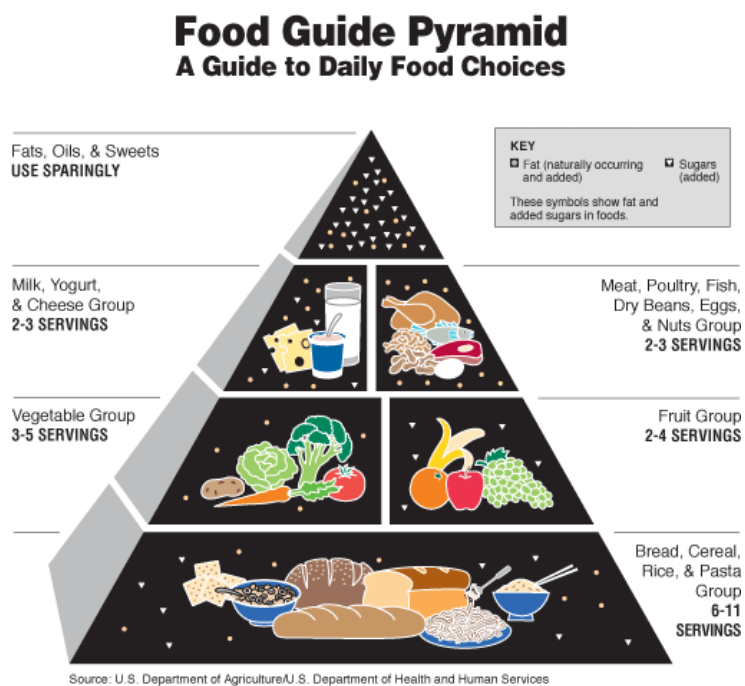 Food Guide Pyramid
A Guide to Daily Food Choices
Fats, Oils, & Sweets
USE SPARINGLY
KEY
Fat (naturally occurring
and added)
Sugars
(added)
These symbols show fat and
added sugars in foods.
Milk, Yogurt,
& Cheese Group
2-3 SERVINGS
Meat, Poultry, Fish,
Dry Beans, Eggs,
& Nuts Group
2-3 SERVINGS
Vegetable Group
3-5 SERVINGS
Fruit Group
2-4 SERVINGS
Bread, Cereal,
Rice, & Pasta
Group
6-11
SERVINGS
Source: U.S. Department of Agriculture/U.S. Department of Health and Human Services